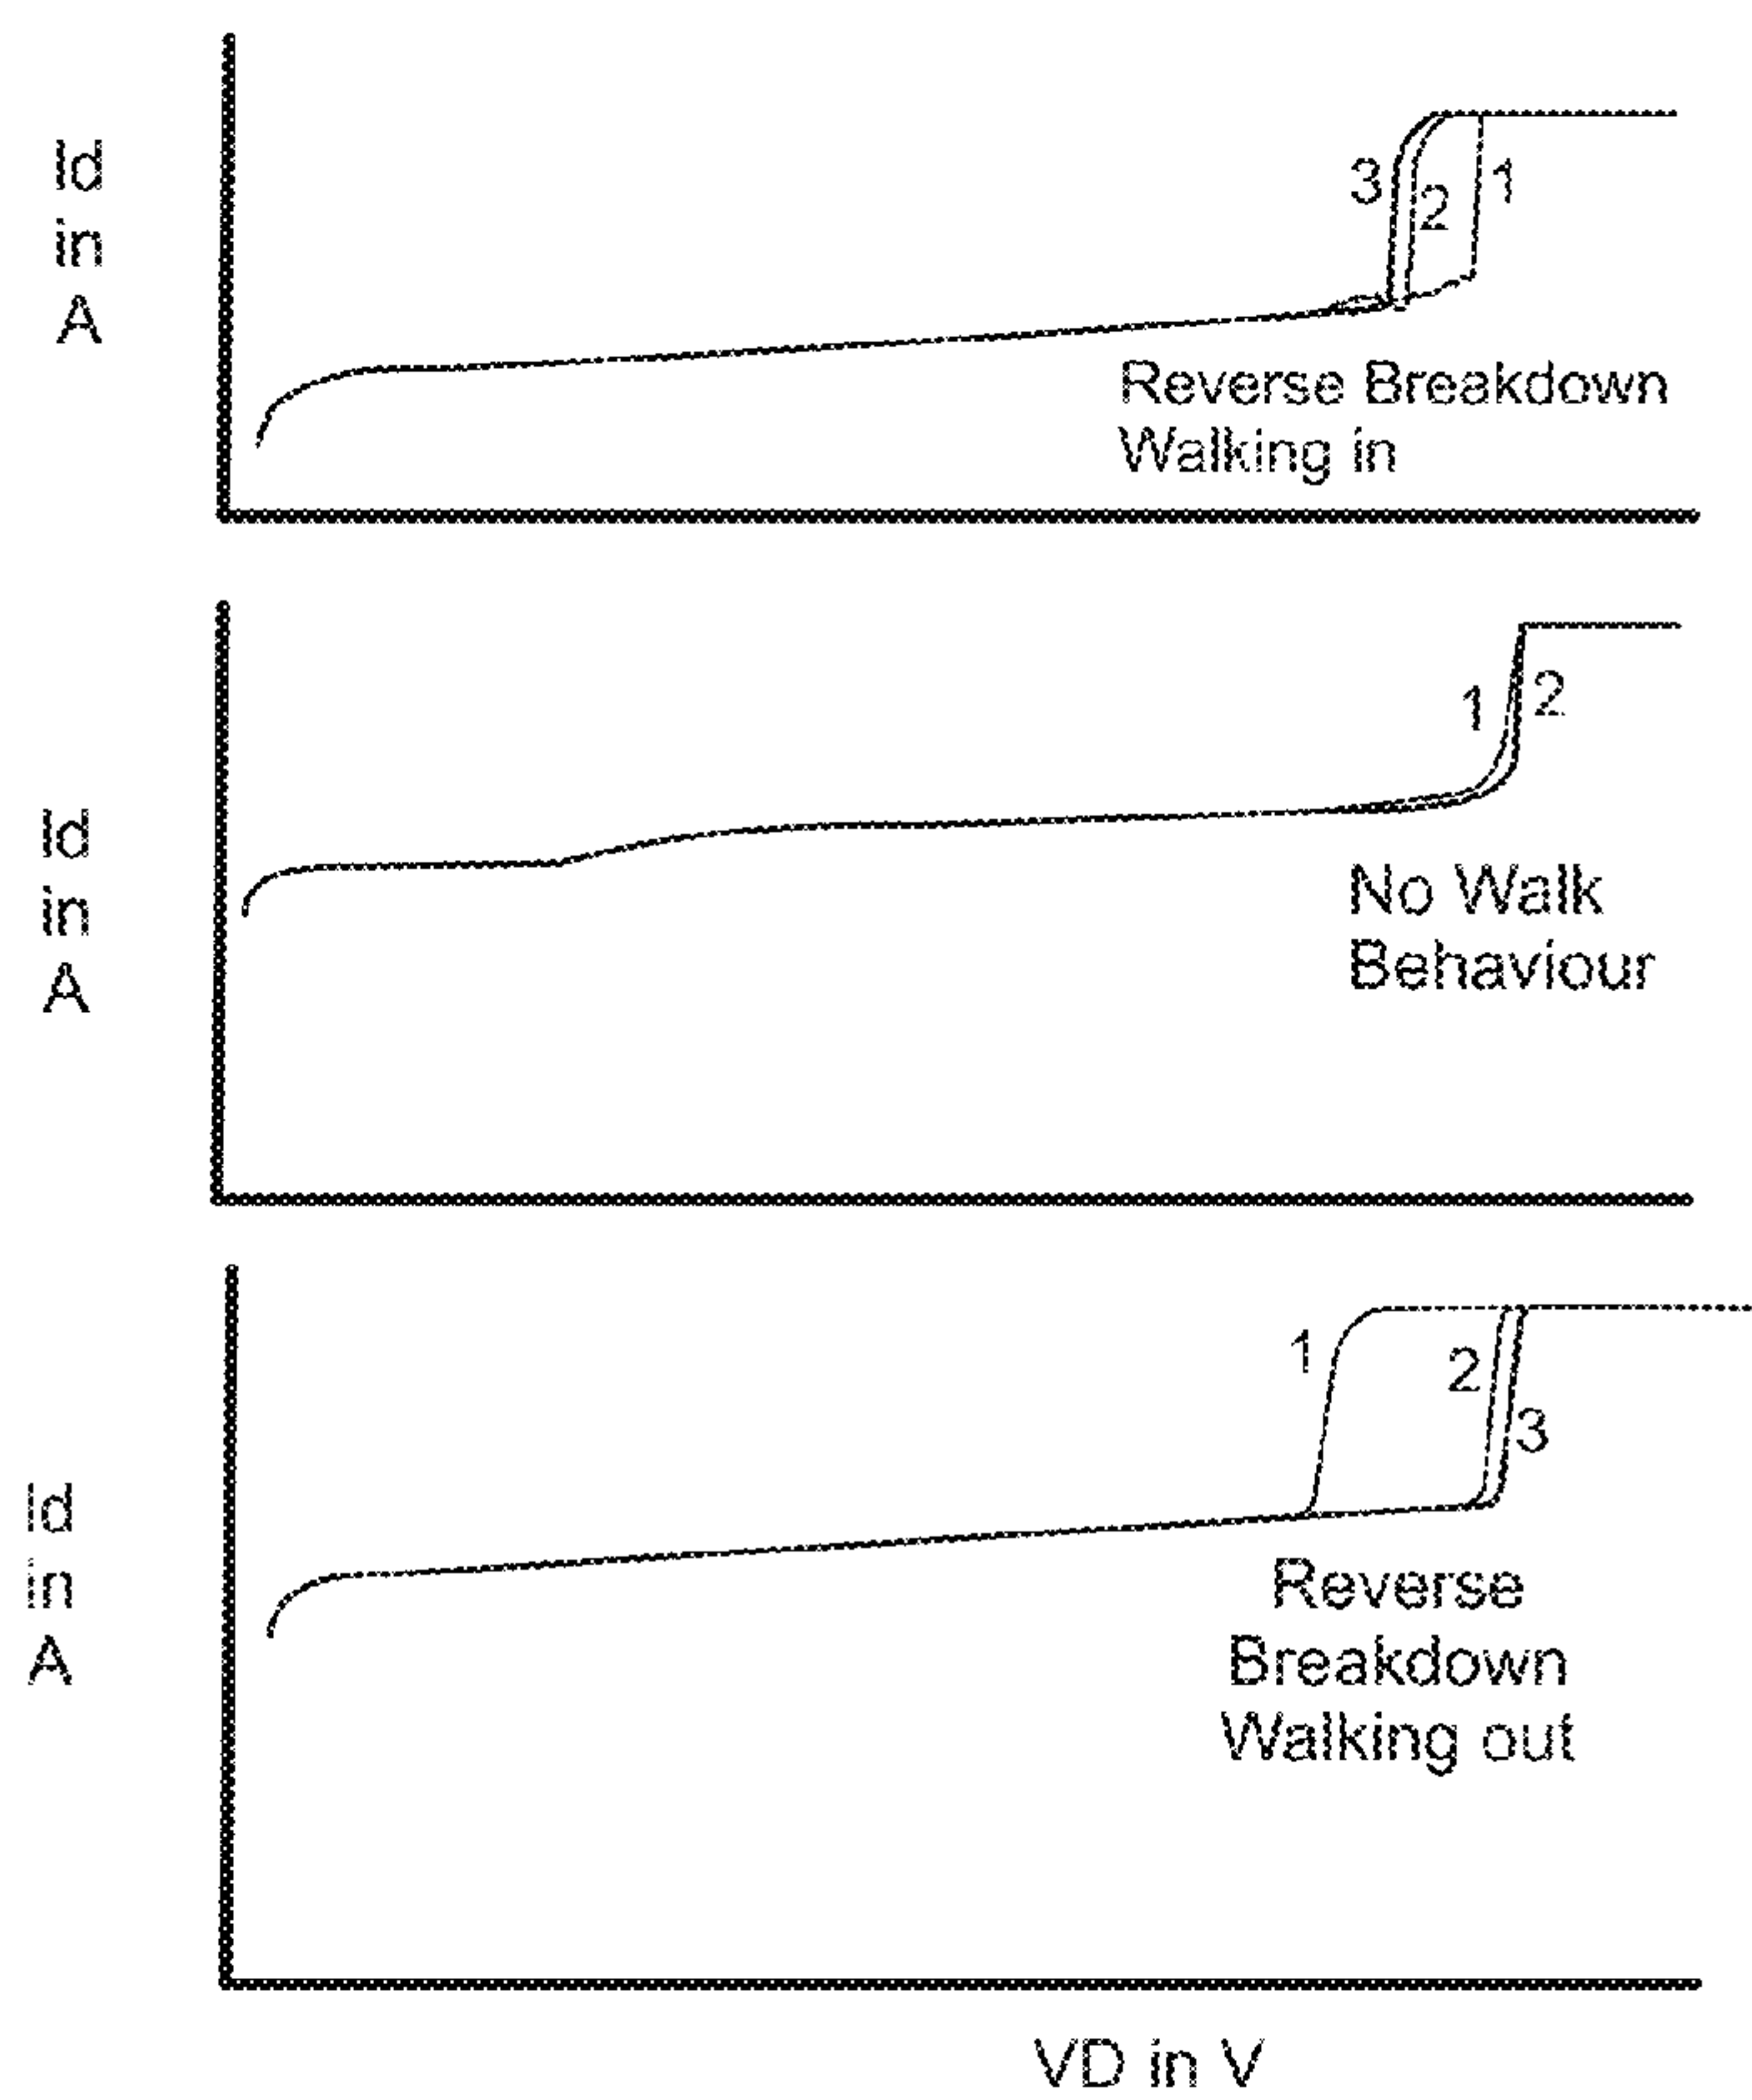 Id
in
A
3
2
1
Reverse Breakdown
Walking in
Id
in
A
1
2
No Walk
Behaviour
Id
in
A
1
2
3
Reverse
Breakdown
Walking out
VD in V